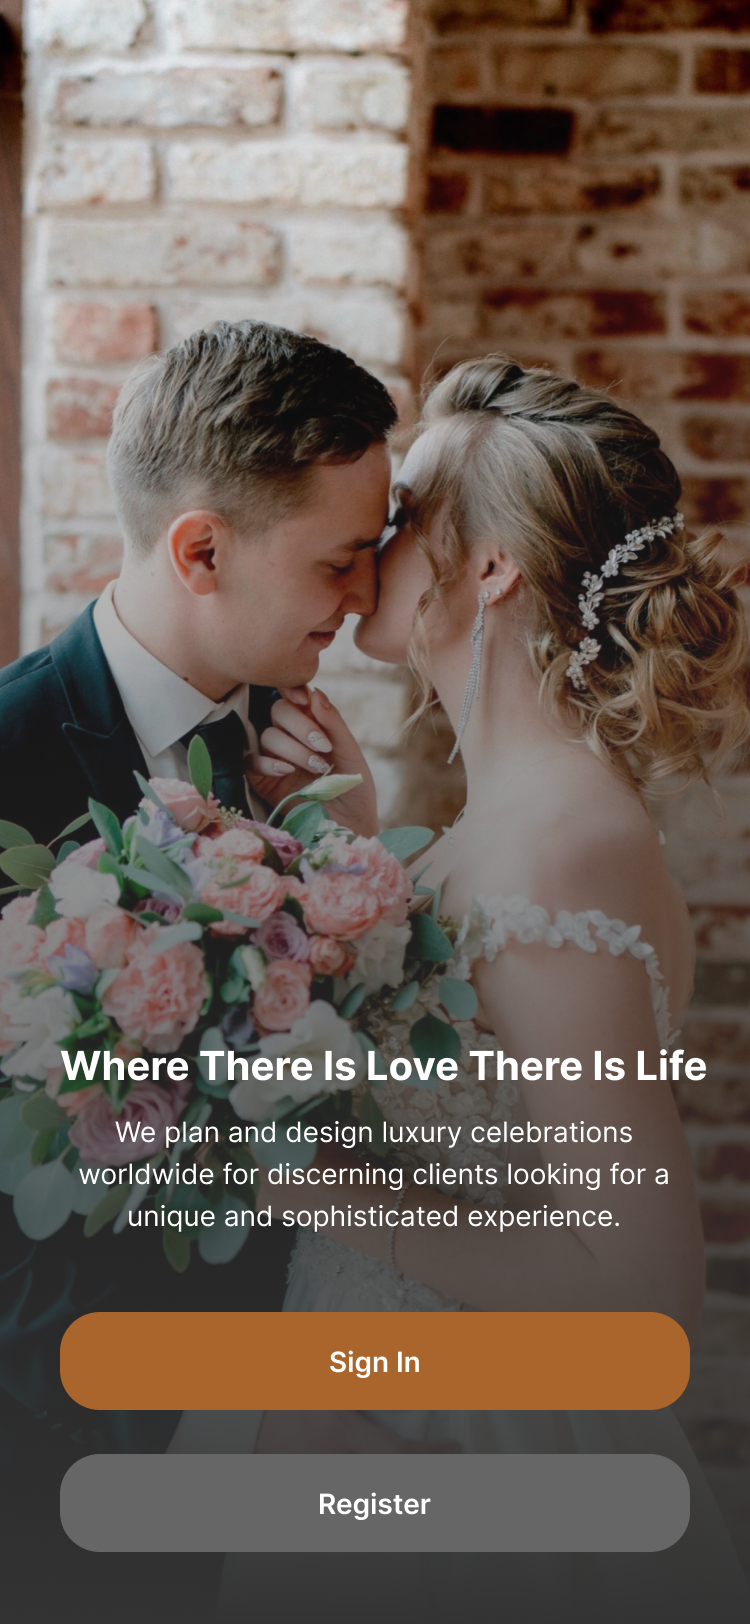 Where There Is Love There Is Life
We plan and design luxury celebrations
worldwide for discerning clients looking for a
unique and sophisticated experience.
Sign In
Register